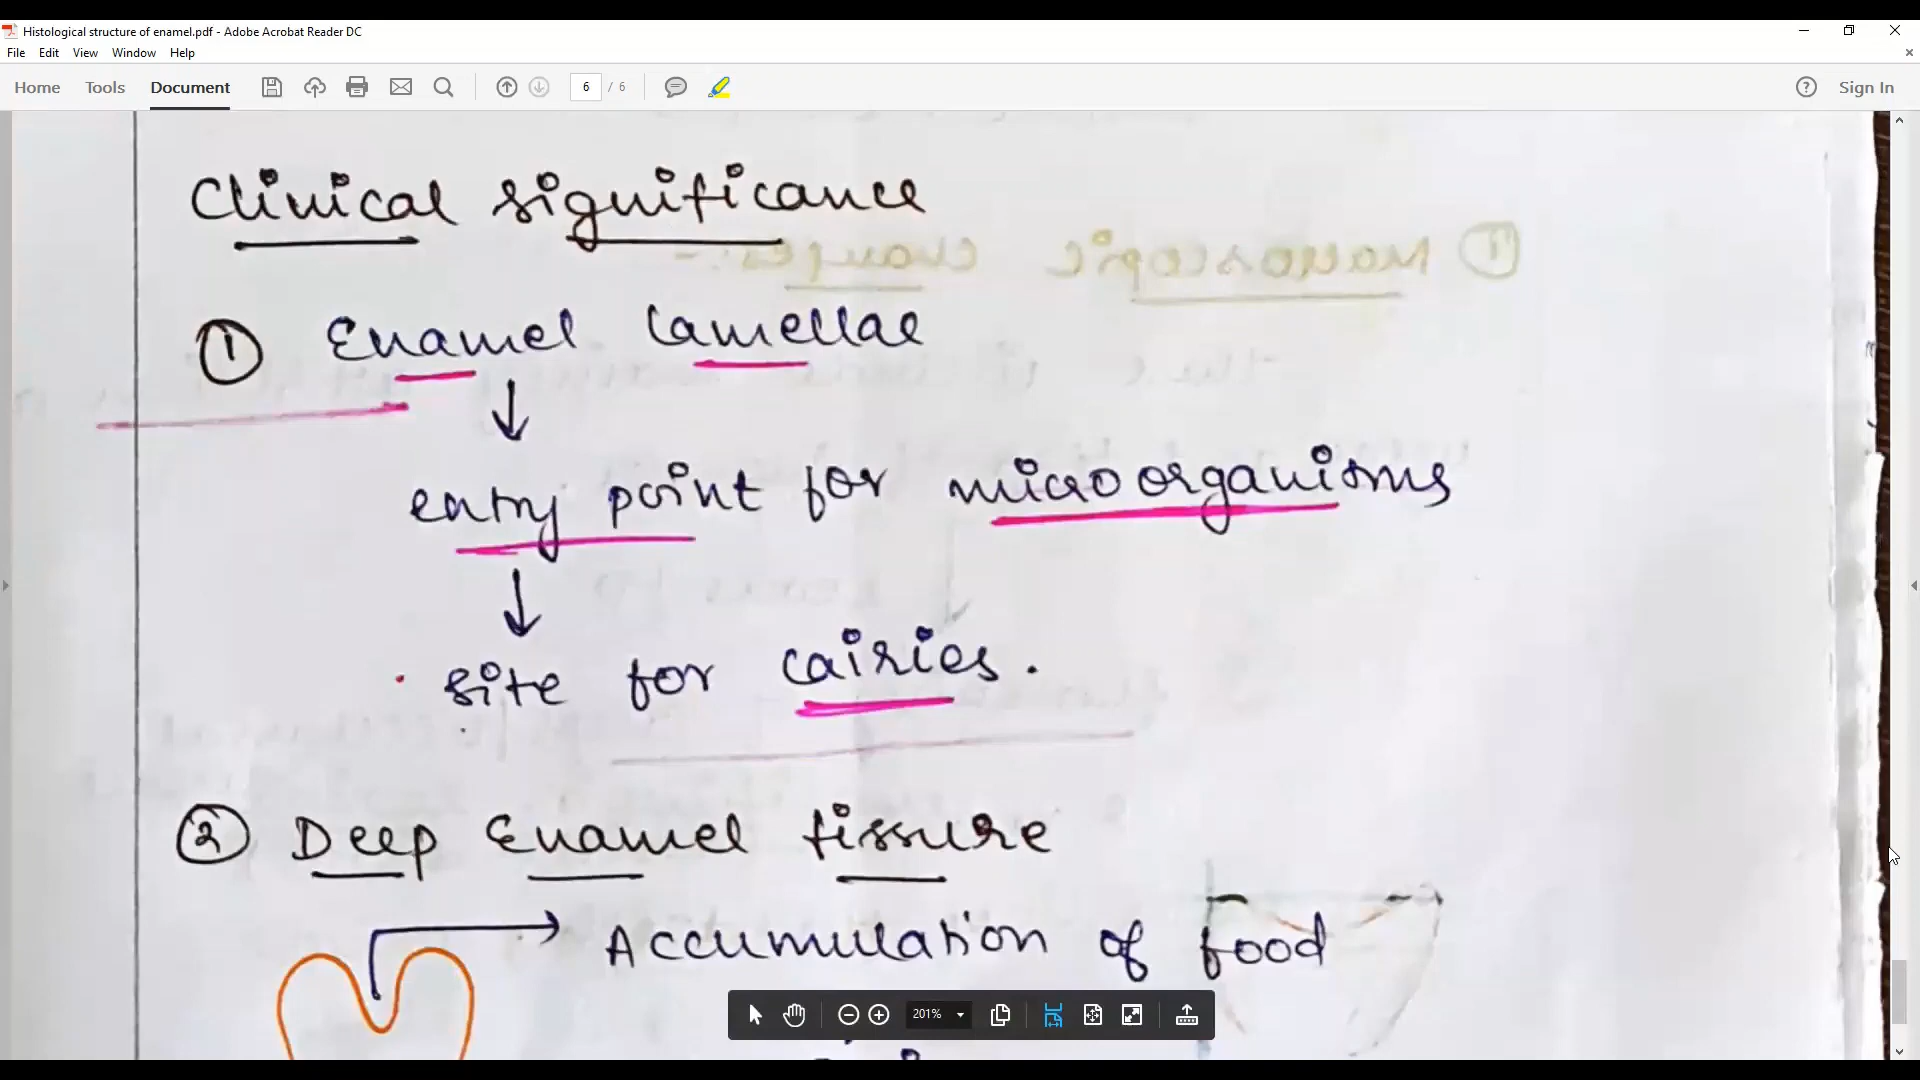 Histological structure of enamel.pdf - Adobe Acrobat Reader DC
File Edit View Window Help
Home Tools Document 6 / 6 Sign In
Clinical significance
① Enamel lamellae
↓
entry point for microorganisms
↓
site for cairies.
② Deep Enamel fissure
→ Accumulation of food
201%